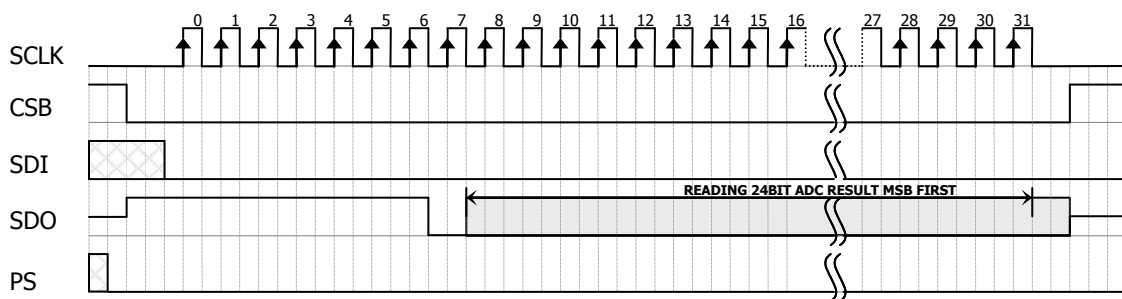 0 1 2 3 4 5 6 7 8 9 10 11 12 13 14 15 16 27 28 29 30 31
SCLK
CSB
SDI
READING 24BIT ADC RESULT MSB FIRST
SDO
PS